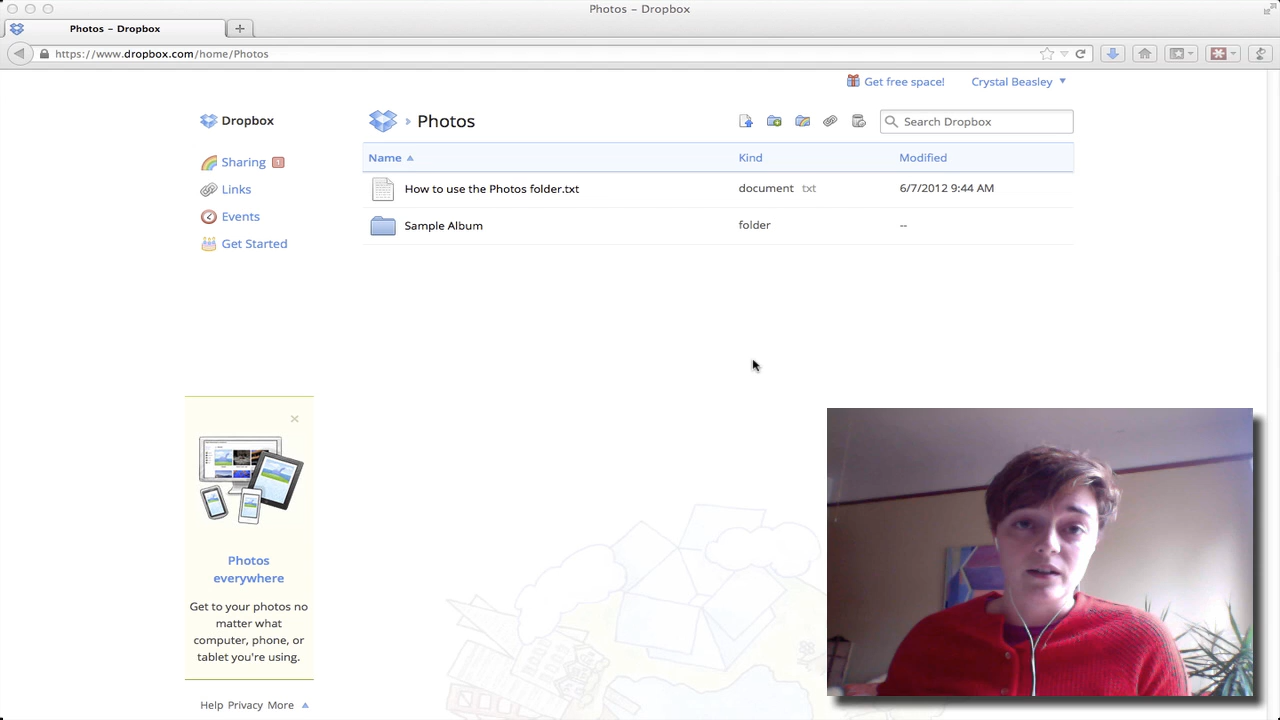 Photos – Dropbox
Photos – Dropbox
https://www.dropbox.com/home/Photos
Get free space! Crystal Beasley
Dropbox
Photos
Search Dropbox
Sharing 1
Links
Events
Get Started
Name Kind Modified
How to use the Photos folder.txt document txt 6/7/2012 9:44 AM
Sample Album folder --
Photos
everywhere
Get to your photos no
matter what
computer, phone, or
tablet you're using.
Help Privacy More